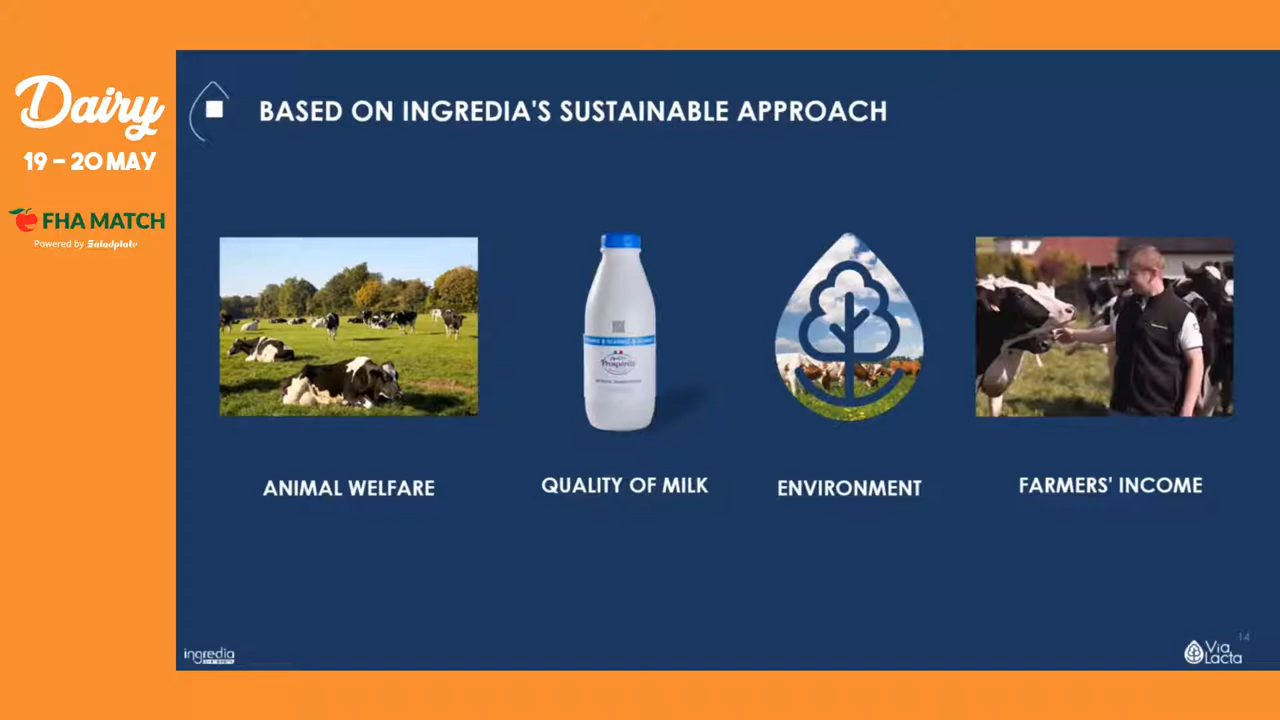 Dairy
19 – 20 MAY
FHA MATCH
Powered by Saladplate
BASED ON INGREDIA'S SUSTAINABLE APPROACH
Prospérité
ANIMAL WELFARE
QUALITY OF MILK
ENVIRONMENT
FARMERS' INCOME
ingredia
14
Via
Lacta